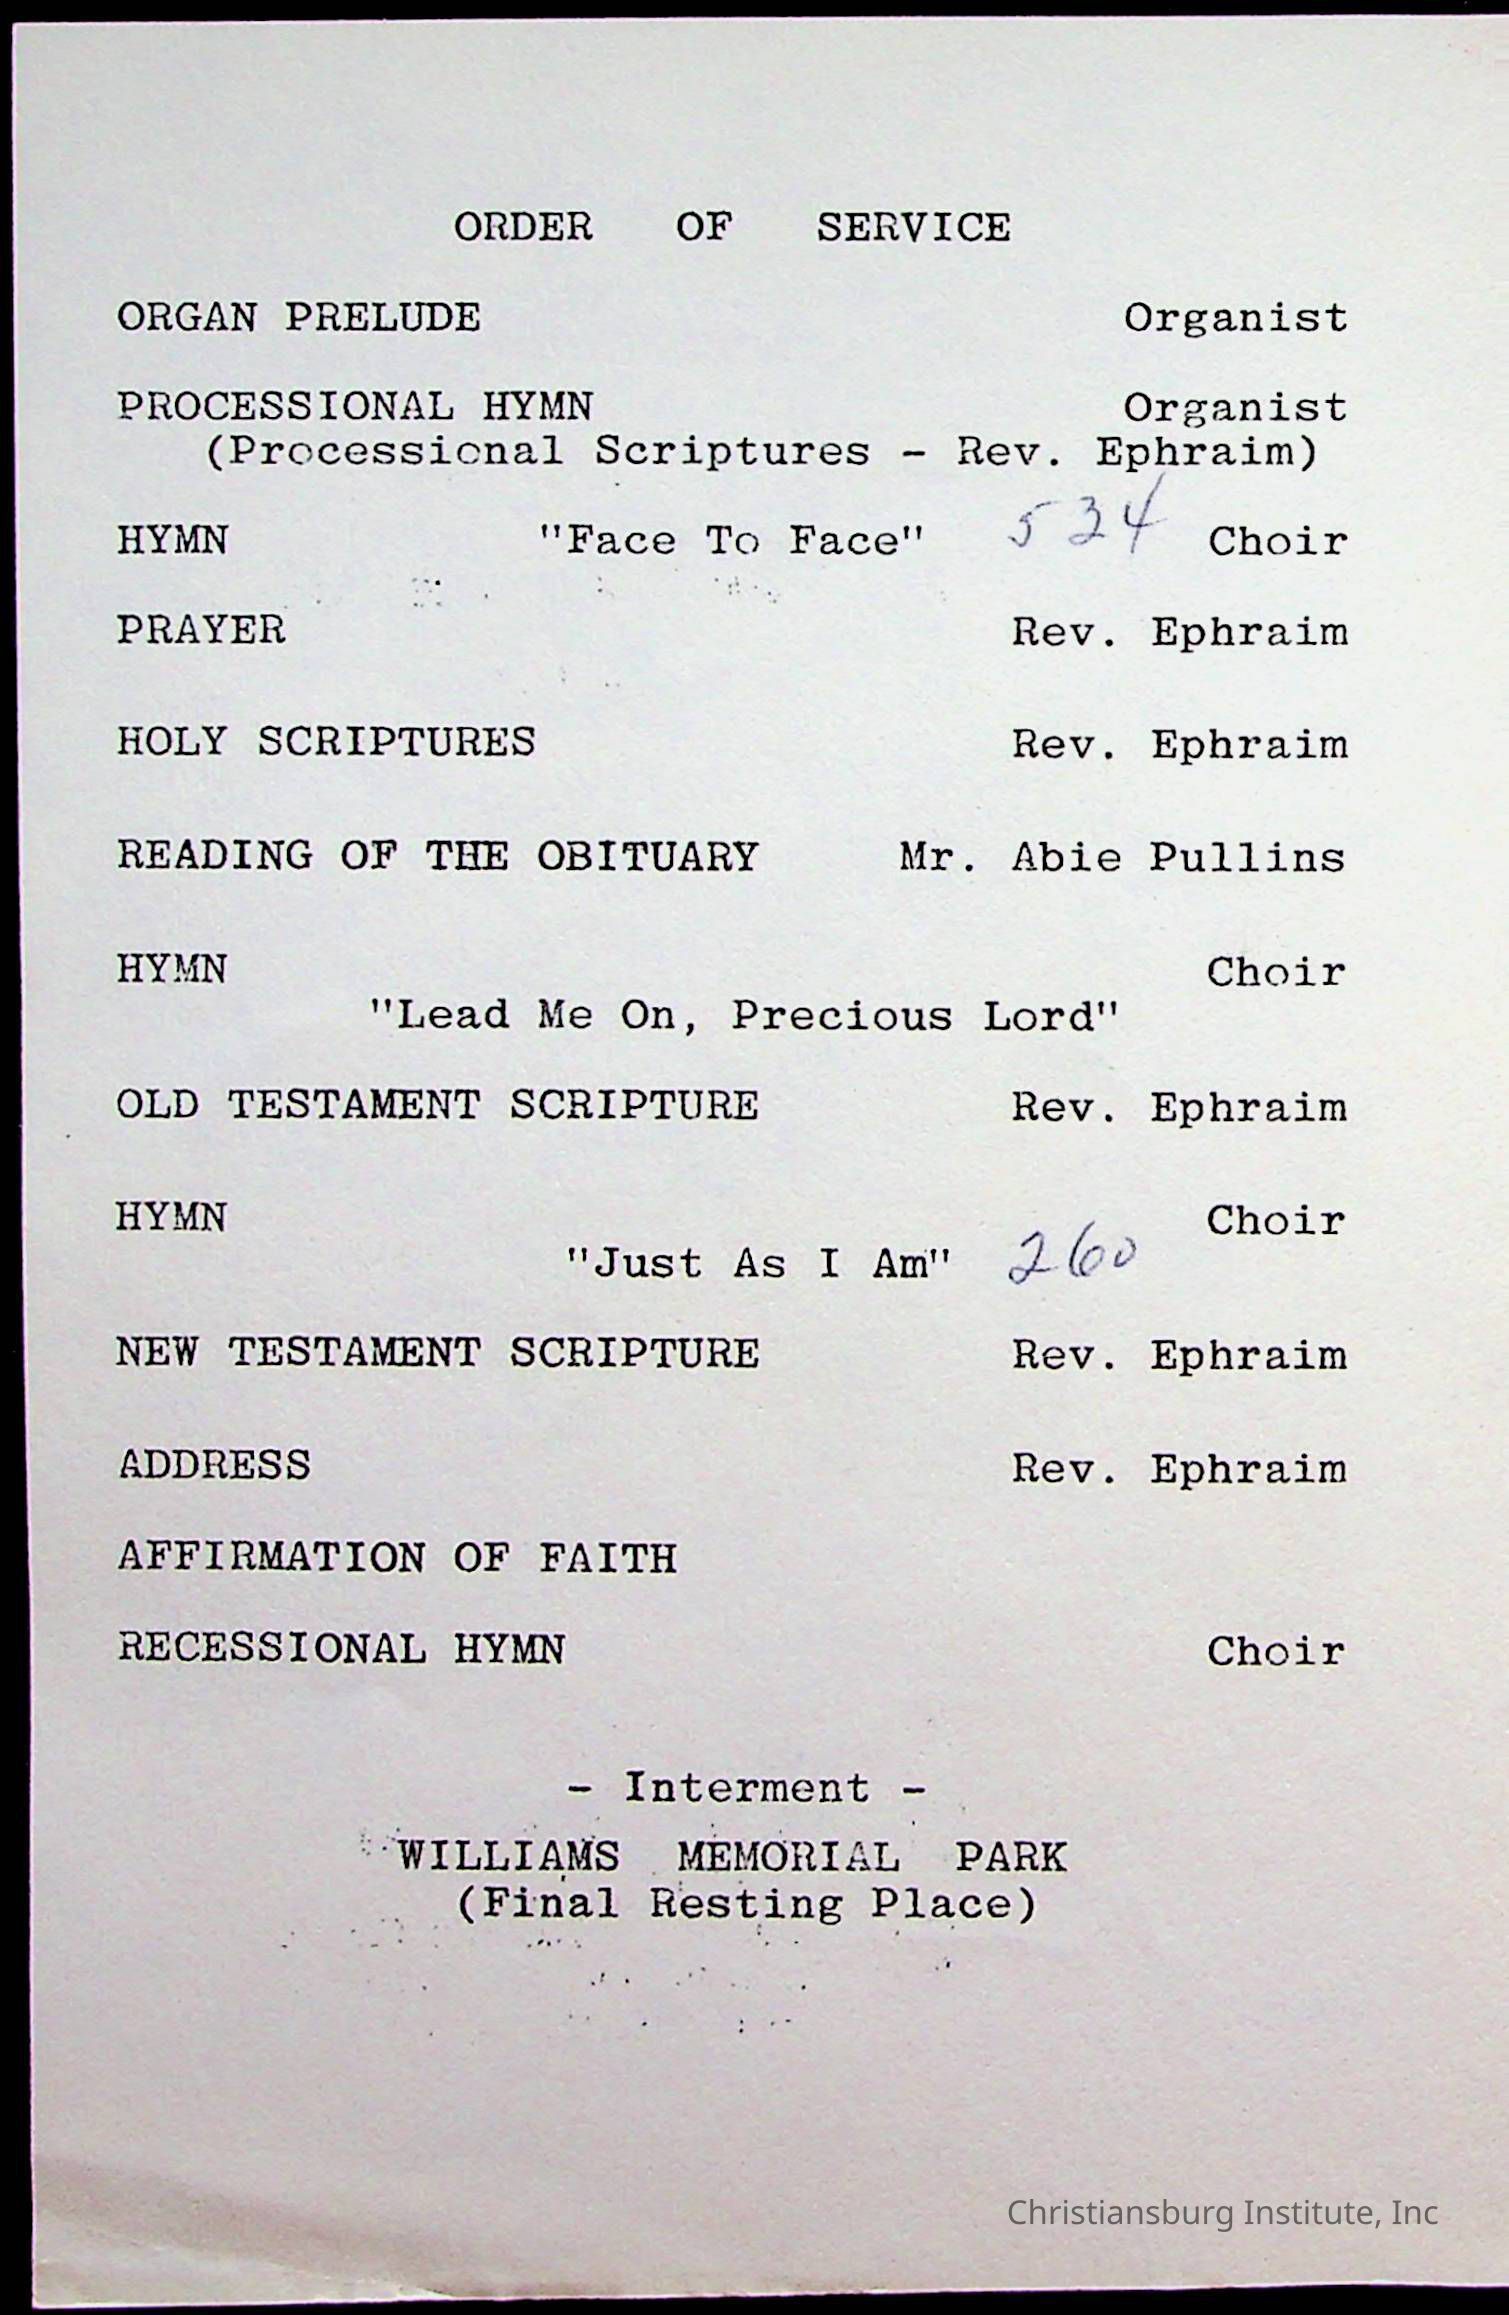 ORDER OF SERVICE
ORGAN PRELUDE Organist
PROCESSIONAL HYMN Organist
(Processional Scriptures - Rev. Ephraim)
HYMN "Face To Face" 534 Choir
PRAYER Rev. Ephraim
HOLY SCRIPTURES Rev. Ephraim
READING OF THE OBITUARY Mr. Abie Pullins
HYMN Choir
"Lead Me On, Precious Lord"
OLD TESTAMENT SCRIPTURE Rev. Ephraim
HYMN Choir
"Just As I Am" 260
NEW TESTAMENT SCRIPTURE Rev. Ephraim
ADDRESS Rev. Ephraim
AFFIRMATION OF FAITH
RECESSIONAL HYMN Choir
- Interment -
WILLIAMS MEMORIAL PARK
(Final Resting Place)
Christiansburg Institute, Inc